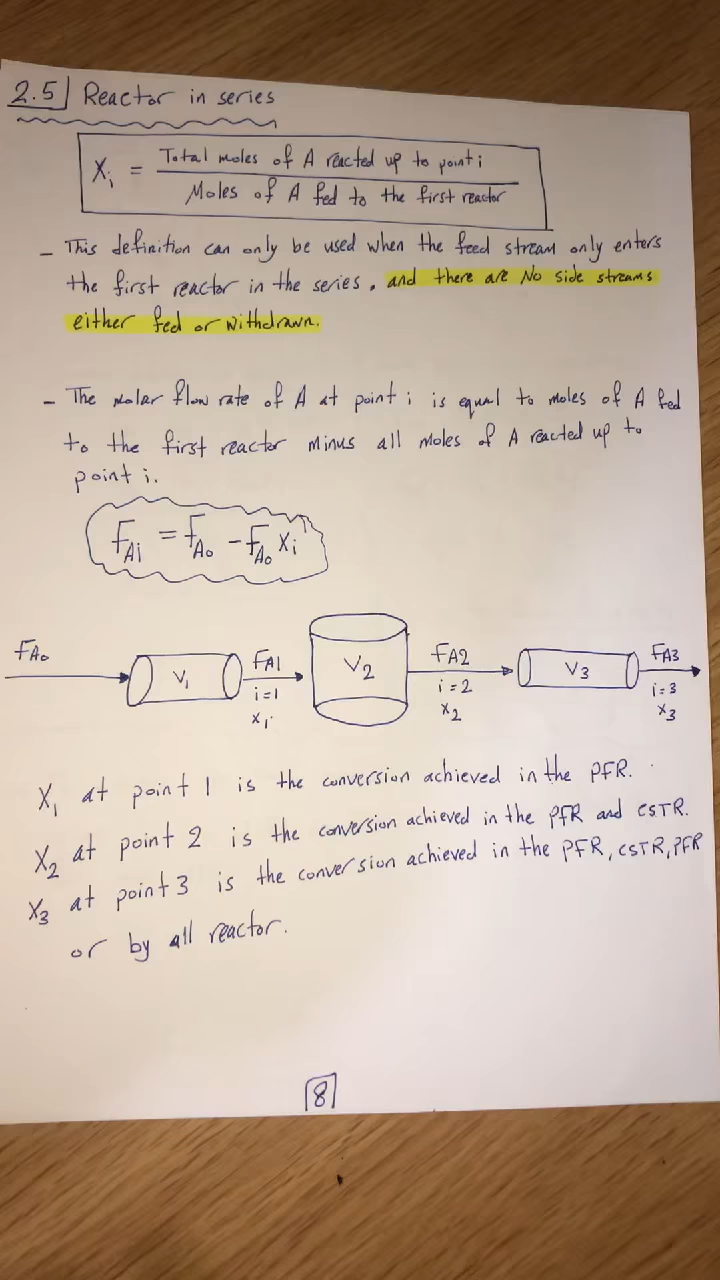 2.5 Reactor in series
Xi = Total moles of A reacted up to point i
Moles of A fed to the first reactor
- This definition can only be used when the feed stream only enters
the first reactor in the series, and there are No side streams
either fed or withdrawn.
- The molar flow rate of A at point i is equal to moles of A fed
to the first reactor minus all moles of A reacted up to
point i.
FAi = FAo - FAo Xi
FAo V1 FA1 V2 FA2 V3 FA3
i=1 i=2 i=3
X1 X2 X3
X1 at point 1 is the conversion achieved in the PFR.
X2 at point 2 is the conversion achieved in the PFR and CSTR.
X3 at point 3 is the conversion achieved in the PFR, CSTR, PFR
or by all reactor.
8